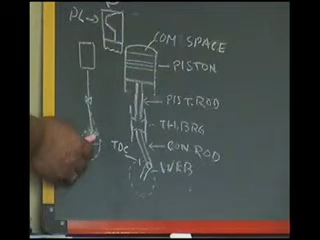 PL
COM SPACE
PISTON
PIST. ROD
TH. BRG
CON. ROD
TDC
WEB